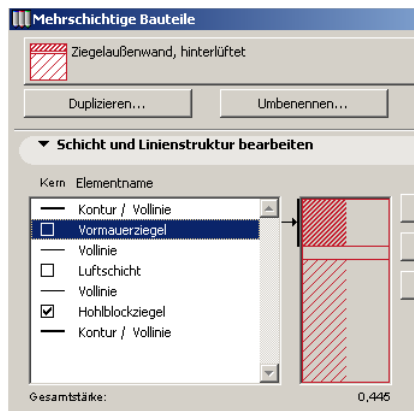 Mehrschichtige Bauteile
Ziegelaußenwand, hinterlüftet
Duplizieren...
Umbenennen...
Schicht und Linienstruktur bearbeiten
Kern Elementname
Kontur / Vollinie
Vormauerziegel
Vollinie
Luftschicht
Vollinie
Hohlblockziegel
Kontur / Vollinie
Gesamtstärke: 0,445